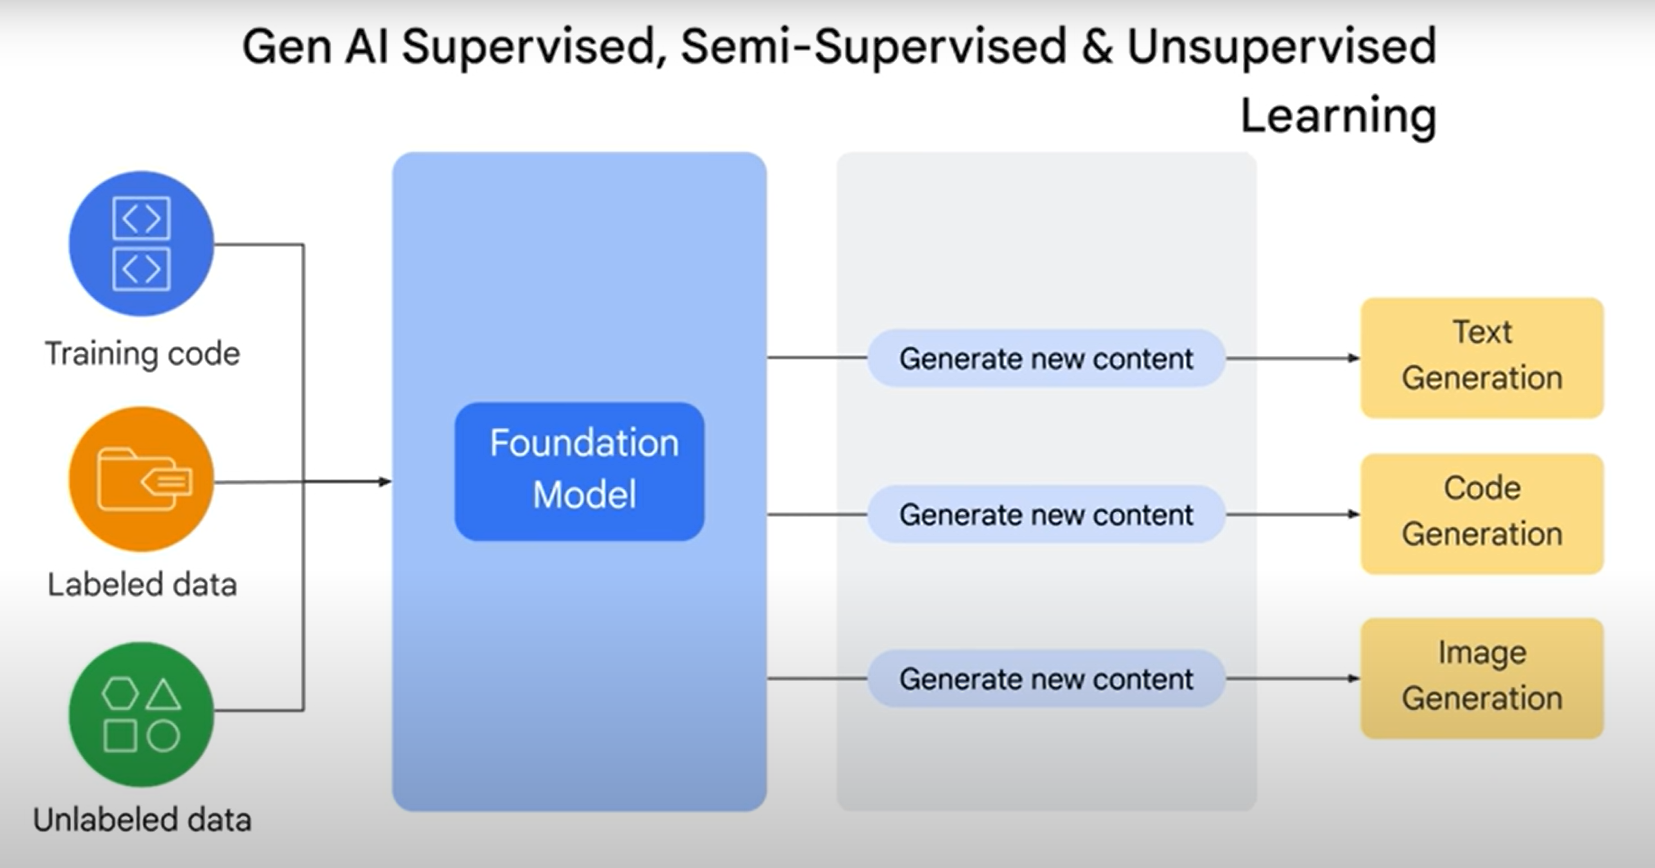 Gen AI Supervised, Semi-Supervised & Unsupervised
Learning
Training code
Labeled data
Unlabeled data
Foundation
Model
Generate new content
Generate new content
Generate new content
Text
Generation
Code
Generation
Image
Generation